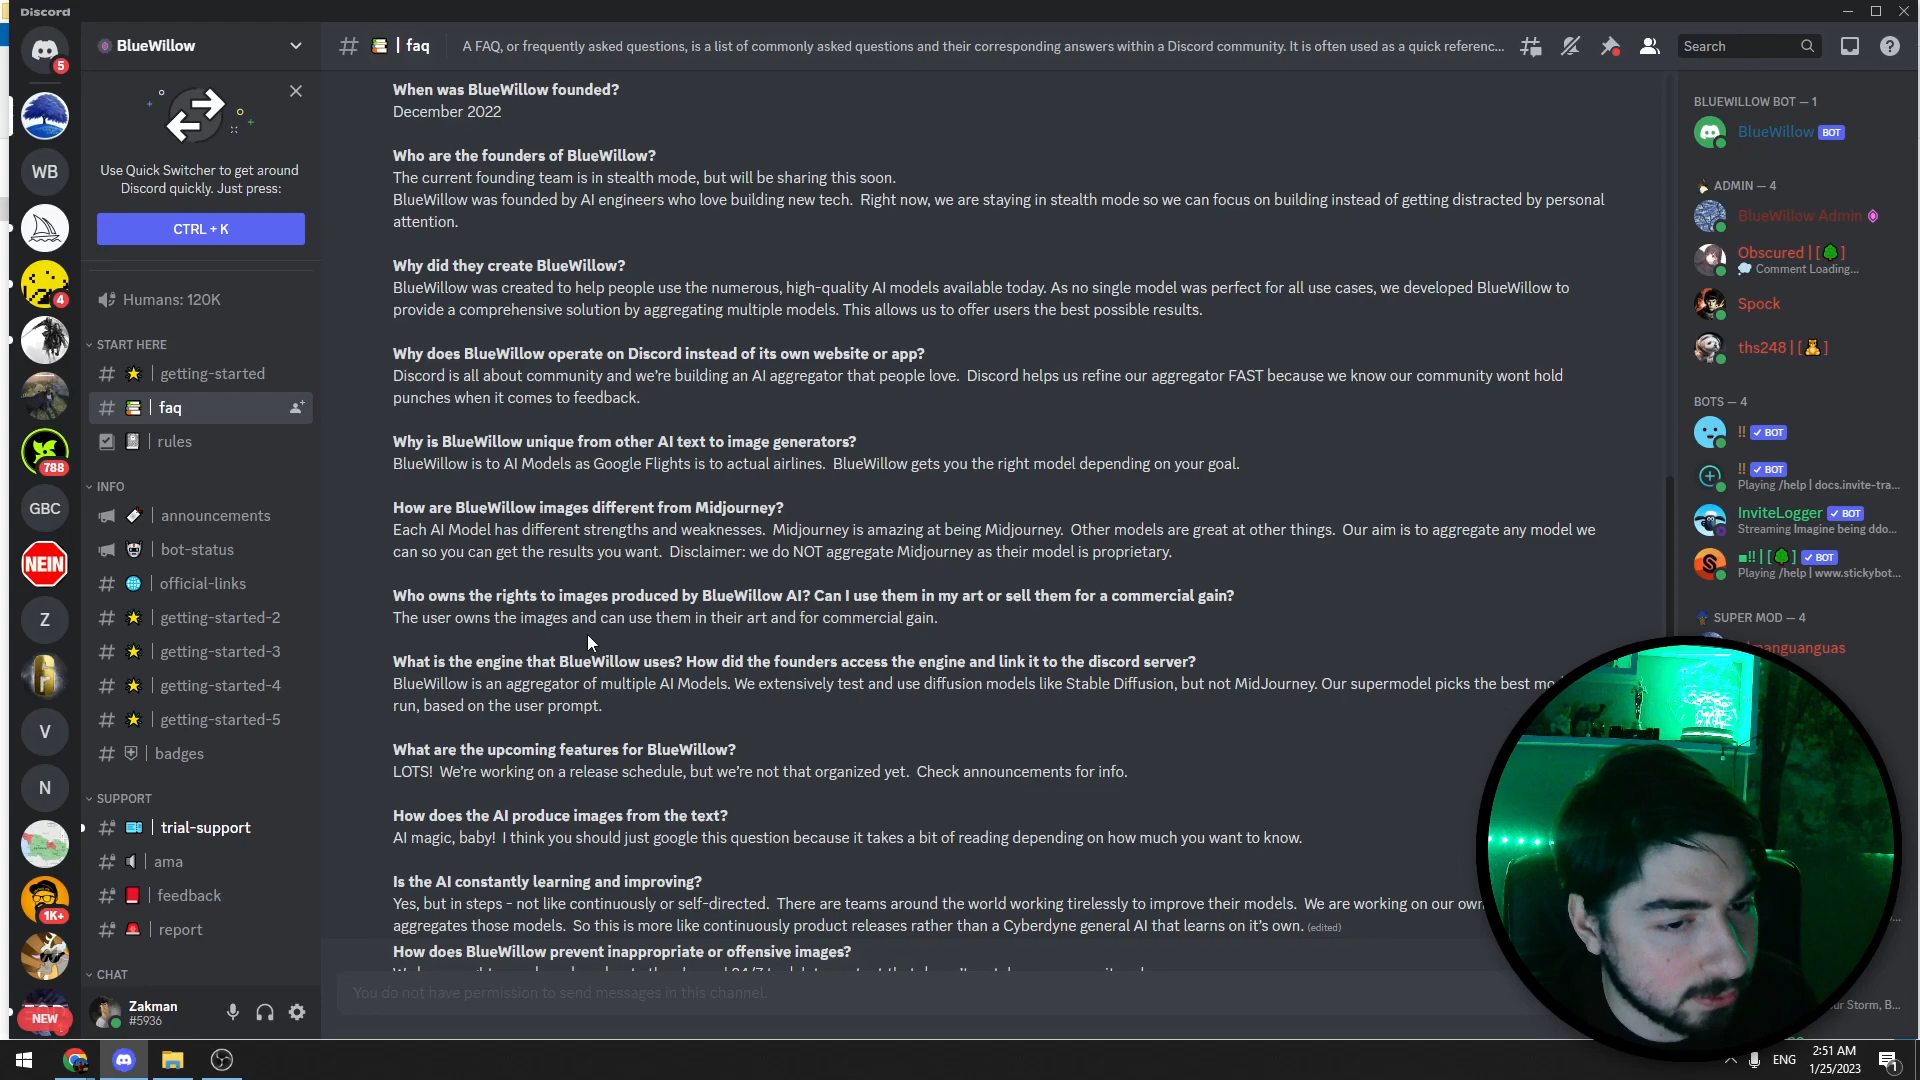 Discord
5
BlueWillow
| faq
A FAQ, or frequently asked questions, is a list of commonly asked questions and their corresponding answers within a Discord community. It is often used as a quick referenc...
Search
Use Quick Switcher to get around
Discord quickly. Just press:
CTRL + K
Humans: 120K
START HERE
| getting-started
| faq
| rules
INFO
| announcements
| bot-status
| official-links
| getting-started-2
| getting-started-3
| getting-started-4
| getting-started-5
| badges
SUPPORT
| trial-support
| ama
| feedback
| report
CHAT
Zakman
#5936
WB
4
788
GBC
NEIN
Z
V
N
1K+
NEW
When was BlueWillow founded?
December 2022
Who are the founders of BlueWillow?
The current founding team is in stealth mode, but will be sharing this soon.
BlueWillow was founded by AI engineers who love building new tech. Right now, we are staying in stealth mode so we can focus on building instead of getting distracted by personal
attention.
Why did they create BlueWillow?
BlueWillow was created to help people use the numerous, high-quality AI models available today. As no single model was perfect for all use cases, we developed BlueWillow to
provide a comprehensive solution by aggregating multiple models. This allows us to offer users the best possible results.
Why does BlueWillow operate on Discord instead of its own website or app?
Discord is all about community and we're building an AI aggregator that people love. Discord helps us refine our aggregator FAST because we know our community wont hold
punches when it comes to feedback.
Why is BlueWillow unique from other AI text to image generators?
BlueWillow is to AI Models as Google Flights is to actual airlines. BlueWillow gets you the right model depending on your goal.
How are BlueWillow images different from Midjourney?
Each AI Model has different strengths and weaknesses. Midjourney is amazing at being Midjourney. Other models are great at other things. Our aim is to aggregate any model we
can so you can get the results you want. Disclaimer: we do NOT aggregate Midjourney as their model is proprietary.
Who owns the rights to images produced by BlueWillow AI? Can I use them in my art or sell them for a commercial gain?
The user owns the images and can use them in their art and for commercial gain.
What is the engine that BlueWillow uses? How did the founders access the engine and link it to the discord server?
BlueWillow is an aggregator of multiple AI Models. We extensively test and use diffusion models like Stable Diffusion, but not MidJourney. Our supermodel picks the best
run, based on the user prompt.
What are the upcoming features for BlueWillow?
LOTS! We're working on a release schedule, but we're not that organized yet. Check announcements for info.
How does the AI produce images from the text?
AI magic, baby! I think you should just google this question because it takes a bit of reading depending on how much you want to know.
Is the AI constantly learning and improving?
Yes, but in steps - not like continuously or self-directed. There are teams around the world working tirelessly to improve their models. We are working on our own
aggregates those models. So this is more like continuously product releases rather than a Cyberdyne general AI that learns on it's own. (edited)
How does BlueWillow prevent inappropriate or offensive images?
You do not have permission to send messages in this channel.
BLUEWILLOW BOT — 1
BlueWillow BOT
ADMIN — 4
BlueWillow Admin
Obscured | [ ]
Comment Loading...
Spock
ths248 | [ ]
BOTS — 4
!! ✓ BOT
!! ✓ BOT
Playing /help | docs.invite-tra...
InviteLogger ✓ BOT
Streaming Imagine being ddo...
!! | [ ] ✓ BOT
Playing /help | www.stickybot...
SUPER MOD — 4
ur Storm, B...
ENG
2:51 AM
1/25/2023
1